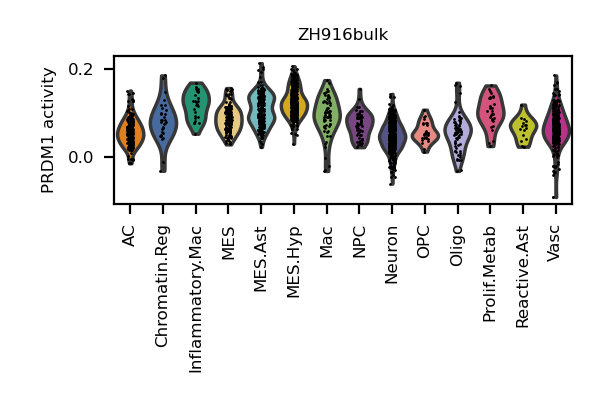 ZH916bulk
PRDM1 activity
0.2
0.0
AC
Chromatin.Reg
Inflammatory.Mac
MES
MES.Ast
MES.Hyp
Mac
NPC
Neuron
OPC
Oligo
Prolif.Metab
Reactive.Ast
Vasc